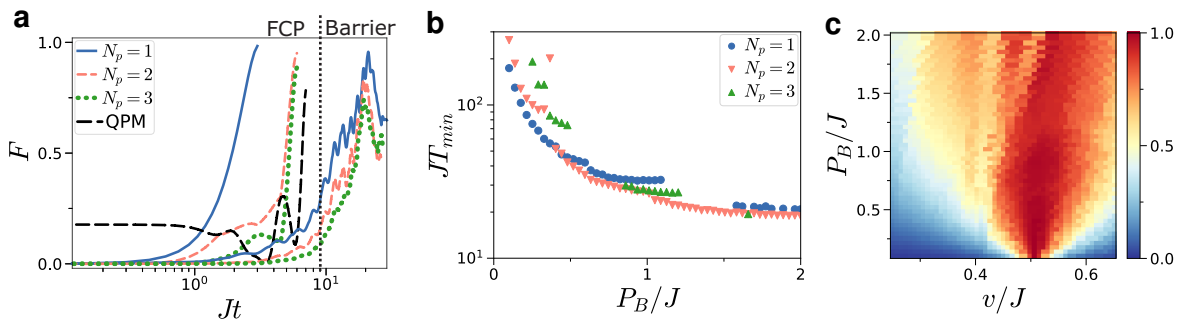 a
FCP
Barrier
F
1.0
0.5
0.0
N_p = 1
N_p = 2
N_p = 3
QPM
10^0
10^1
Jt
b
JT_min
10^2
10^1
N_p = 1
N_p = 2
N_p = 3
0
1
2
P_B/J
c
P_B/J
2.0
1.5
1.0
0.5
0.4
0.6
v/J
1.0
0.5
0.0